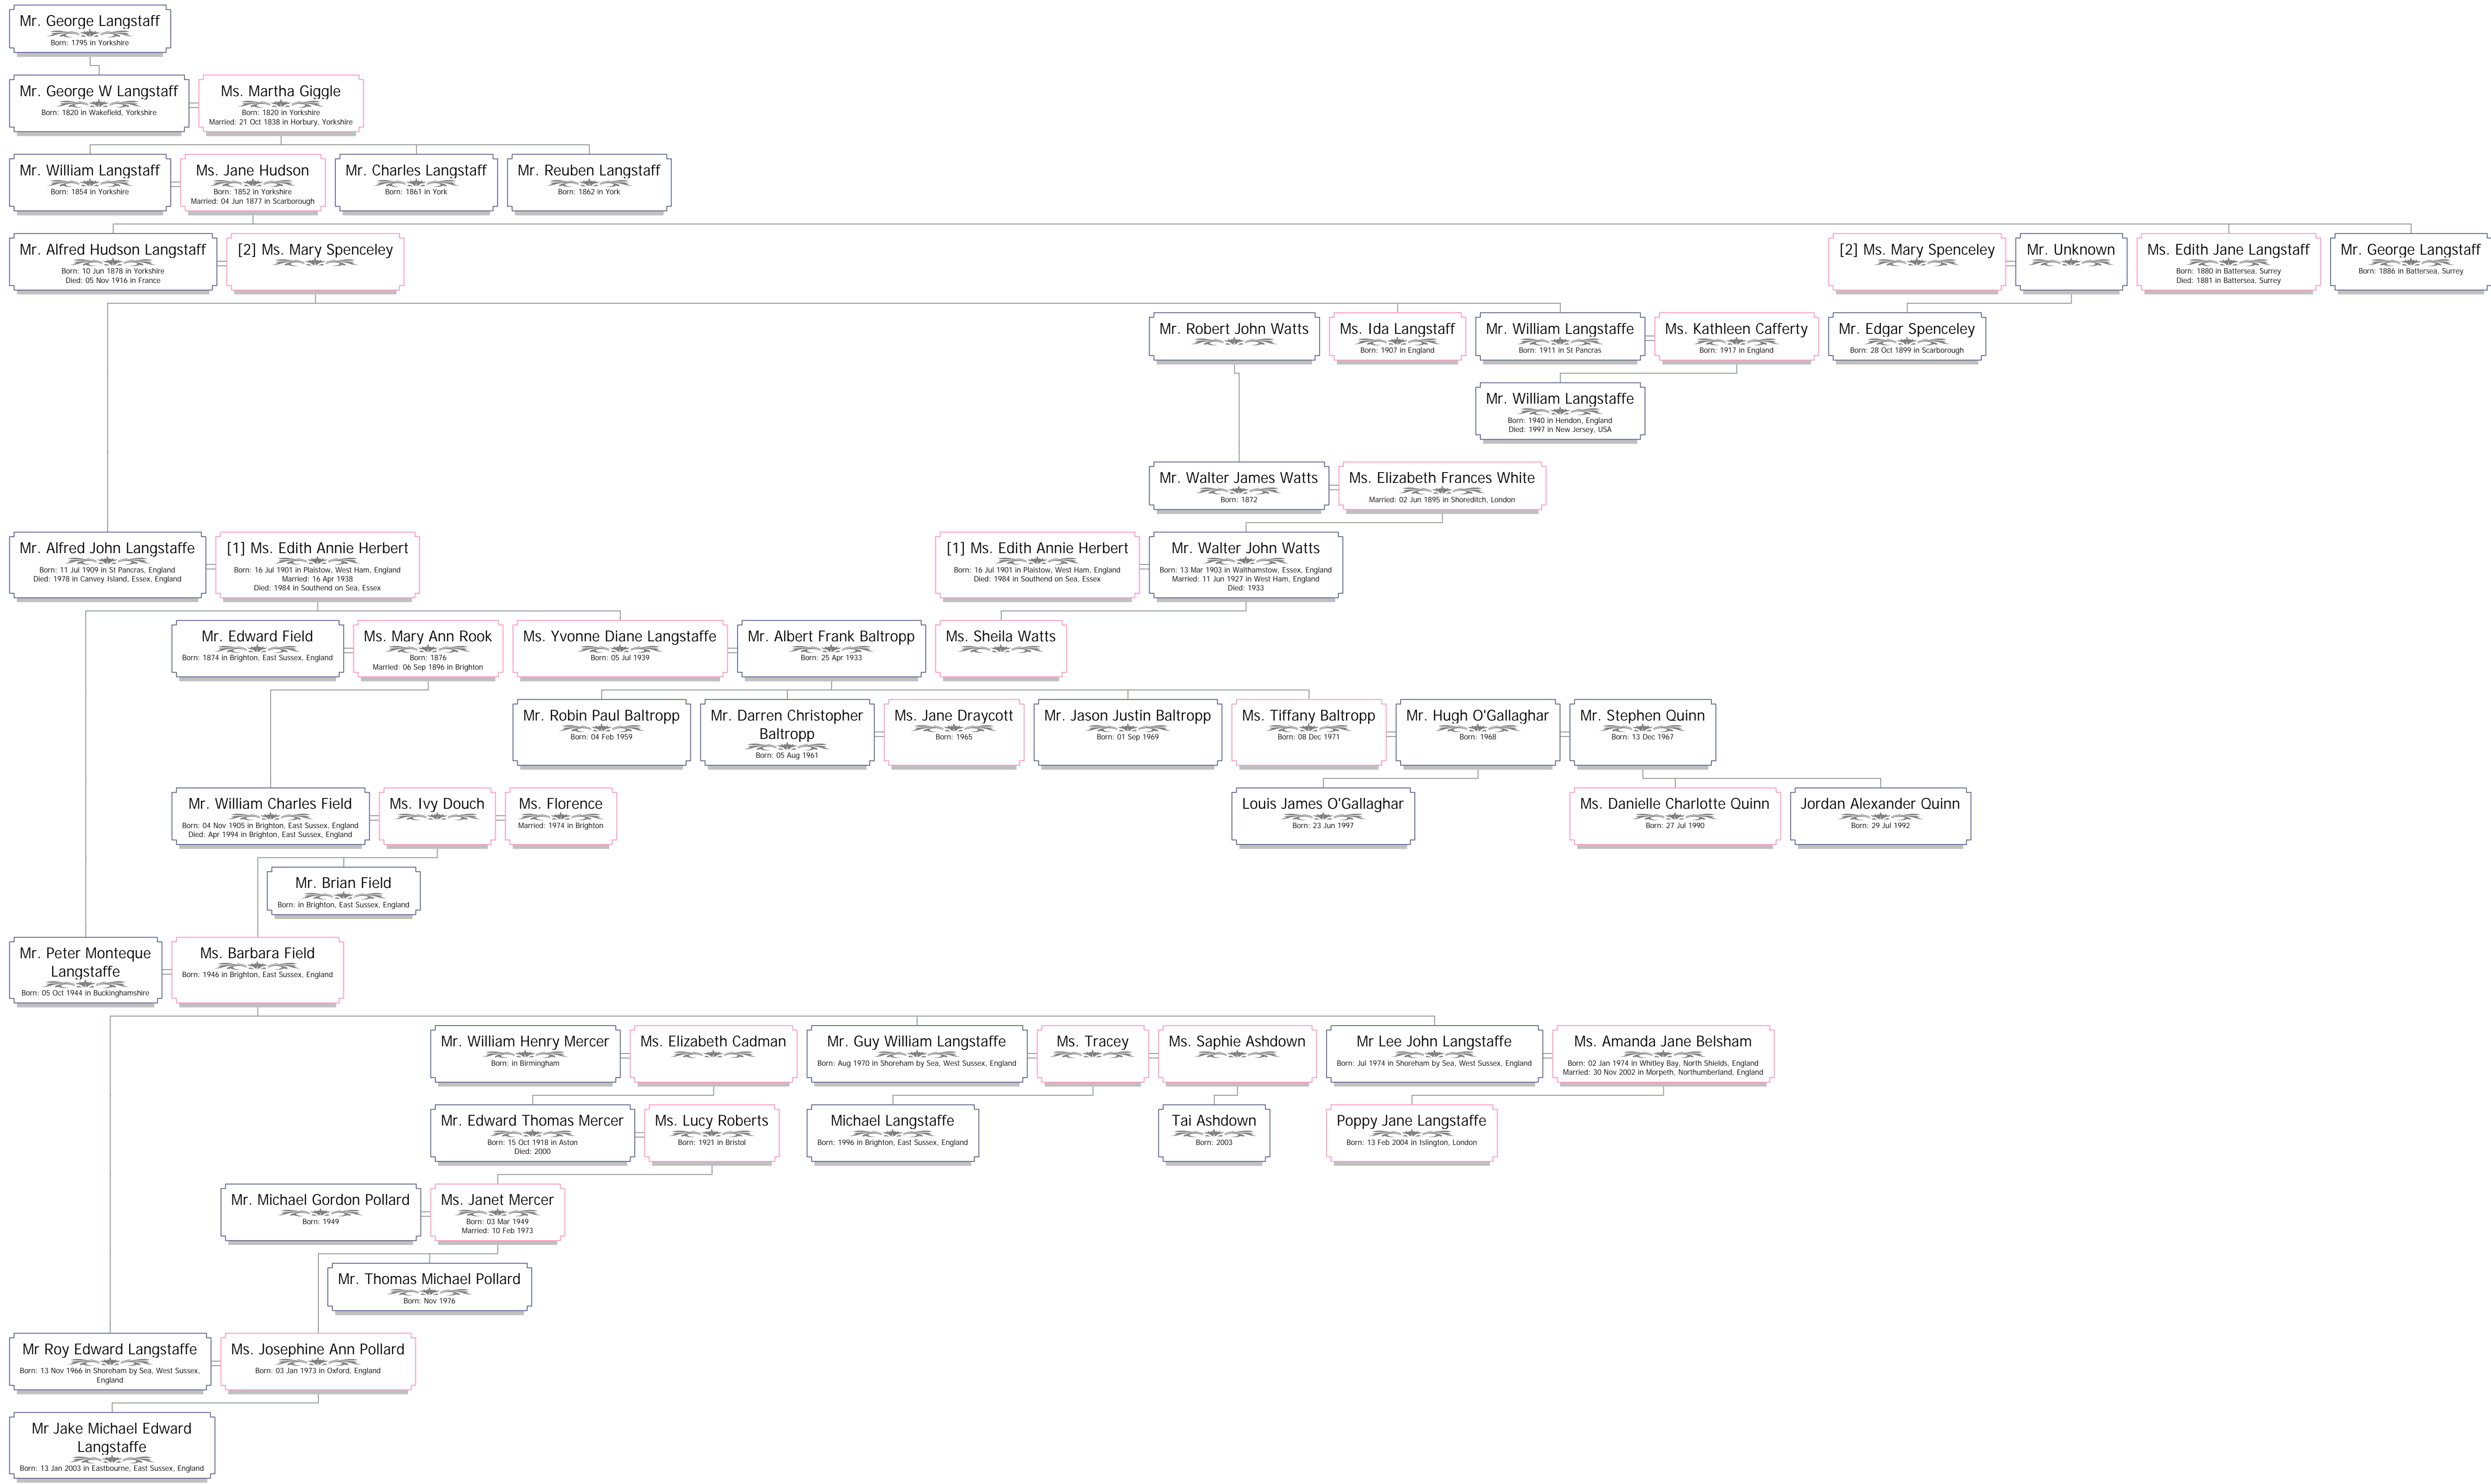 Mr. George Langstaff
Born: 1795 in Yorkshire
Mr. George W Langstaff
Born: 1820 in Wakefield, Yorkshire
Ms. Martha Giggle
Born: 1820 in Yorkshire
Married: 21 Oct 1838 in Horbury, Yorkshire
Mr. William Langstaff
Born: 1854 in Yorkshire
Ms. Jane Hudson
Born: 1852 in Yorkshire
Married: 04 Jun 1877 in Scarborough
Mr. Charles Langstaff
Born: 1861 in York
Mr. Reuben Langstaff
Born: 1862 in York
Mr. Alfred Hudson Langstaff
Born: 10 Jun 1878 in Yorkshire
Died: 05 Nov 1916 in France
[2] Ms. Mary Spenceley
[2] Ms. Mary Spenceley
Mr. Unknown
Ms. Edith Jane Langstaff
Born: 1880 in Battersea, Surrey
Died: 1881 in Battersea, Surrey
Mr. George Langstaff
Born: 1886 in Battersea, Surrey
Mr. Robert John Watts
Ms. Ida Langstaff
Born: 1907 in England
Mr. William Langstaffe
Born: 1911 in St Pancras
Ms. Kathleen Cafferty
Born: 1917 in England
Mr. Edgar Spenceley
Born: 28 Oct 1899 in Scarborough
Mr. William Langstaffe
Born: 1940 in Hendon, England
Died: 1997 in New Jersey, USA
Mr. Walter James Watts
Born: 1872
Ms. Elizabeth Frances White
Married: 02 Jun 1895 in Shoreditch, London
Mr. Alfred John Langstaffe
Born: 11 Jul 1909 in St Pancras, England
Died: 1978 in Canvey Island, Essex, England
[1] Ms. Edith Annie Herbert
Born: 16 Jul 1901 in Plaistow, West Ham, England
Married: 16 Apr 1938
Died: 1984 in Southend on Sea, Essex
[1] Ms. Edith Annie Herbert
Born: 16 Jul 1901 in Plaistow, West Ham, England
Died: 1984 in Southend on Sea, Essex
Mr. Walter John Watts
Born: 13 Mar 1903 in Walthamstow, Essex, England
Married: 11 Jun 1927 in West Ham, England
Died: 1933
Mr. Edward Field
Born: 1874 in Brighton, East Sussex, England
Ms. Mary Ann Rook
Born: 1876
Married: 06 Sep 1896 in Brighton
Ms. Yvonne Diane Langstaffe
Born: 05 Jul 1939
Mr. Albert Frank Baltropp
Born: 25 Apr 1933
Ms. Sheila Watts
Mr. Robin Paul Baltropp
Born: 04 Feb 1959
Mr. Darren Christopher
Baltropp
Born: 05 Aug 1961
Ms. Jane Draycott
Born: 1965
Mr. Jason Justin Baltropp
Born: 01 Sep 1969
Ms. Tiffany Baltropp
Born: 08 Dec 1971
Mr. Hugh O'Gallaghar
Born: 1968
Mr. Stephen Quinn
Born: 13 Dec 1967
Mr. William Charles Field
Born: 04 Nov 1905 in Brighton, East Sussex, England
Died: Apr 1994 in Brighton, East Sussex, England
Ms. Ivy Douch
Ms. Florence
Married: 1974 in Brighton
Louis James O'Gallaghar
Born: 23 Jun 1997
Ms. Danielle Charlotte Quinn
Born: 27 Jul 1990
Jordan Alexander Quinn
Born: 29 Jul 1992
Mr. Brian Field
Born: in Brighton, East Sussex, England
Mr. Peter Monteque
Langstaffe
Born: 05 Oct 1944 in Buckinghamshire
Ms. Barbara Field
Born: 1946 in Brighton, East Sussex, England
Mr. William Henry Mercer
Born: in Birmingham
Ms. Elizabeth Cadman
Mr. Guy William Langstaffe
Born: Aug 1970 in Shoreham by Sea, West Sussex, England
Ms. Tracey
Ms. Saphie Ashdown
Mr Lee John Langstaffe
Born: Jul 1974 in Shoreham by Sea, West Sussex, England
Ms. Amanda Jane Belsham
Born: 02 Jan 1974 in Whitley Bay, North Shields, England
Married: 30 Nov 2002 in Morpeth, Northumberland, England
Mr. Edward Thomas Mercer
Born: 15 Oct 1918 in Aston
Died: 2000
Ms. Lucy Roberts
Born: 1921 in Bristol
Michael Langstaffe
Born: 1996 in Brighton, East Sussex, England
Tai Ashdown
Born: 2003
Poppy Jane Langstaffe
Born: 13 Feb 2004 in Islington, London
Mr. Michael Gordon Pollard
Born: 1949
Ms. Janet Mercer
Born: 03 Mar 1949
Married: 10 Feb 1973
Mr. Thomas Michael Pollard
Born: Nov 1976
Mr Roy Edward Langstaffe
Born: 13 Nov 1966 in Shoreham by Sea, West Sussex,
England
Ms. Josephine Ann Pollard
Born: 03 Jan 1973 in Oxford, England
Mr Jake Michael Edward
Langstaffe
Born: 13 Jan 2003 in Eastbourne, East Sussex, England